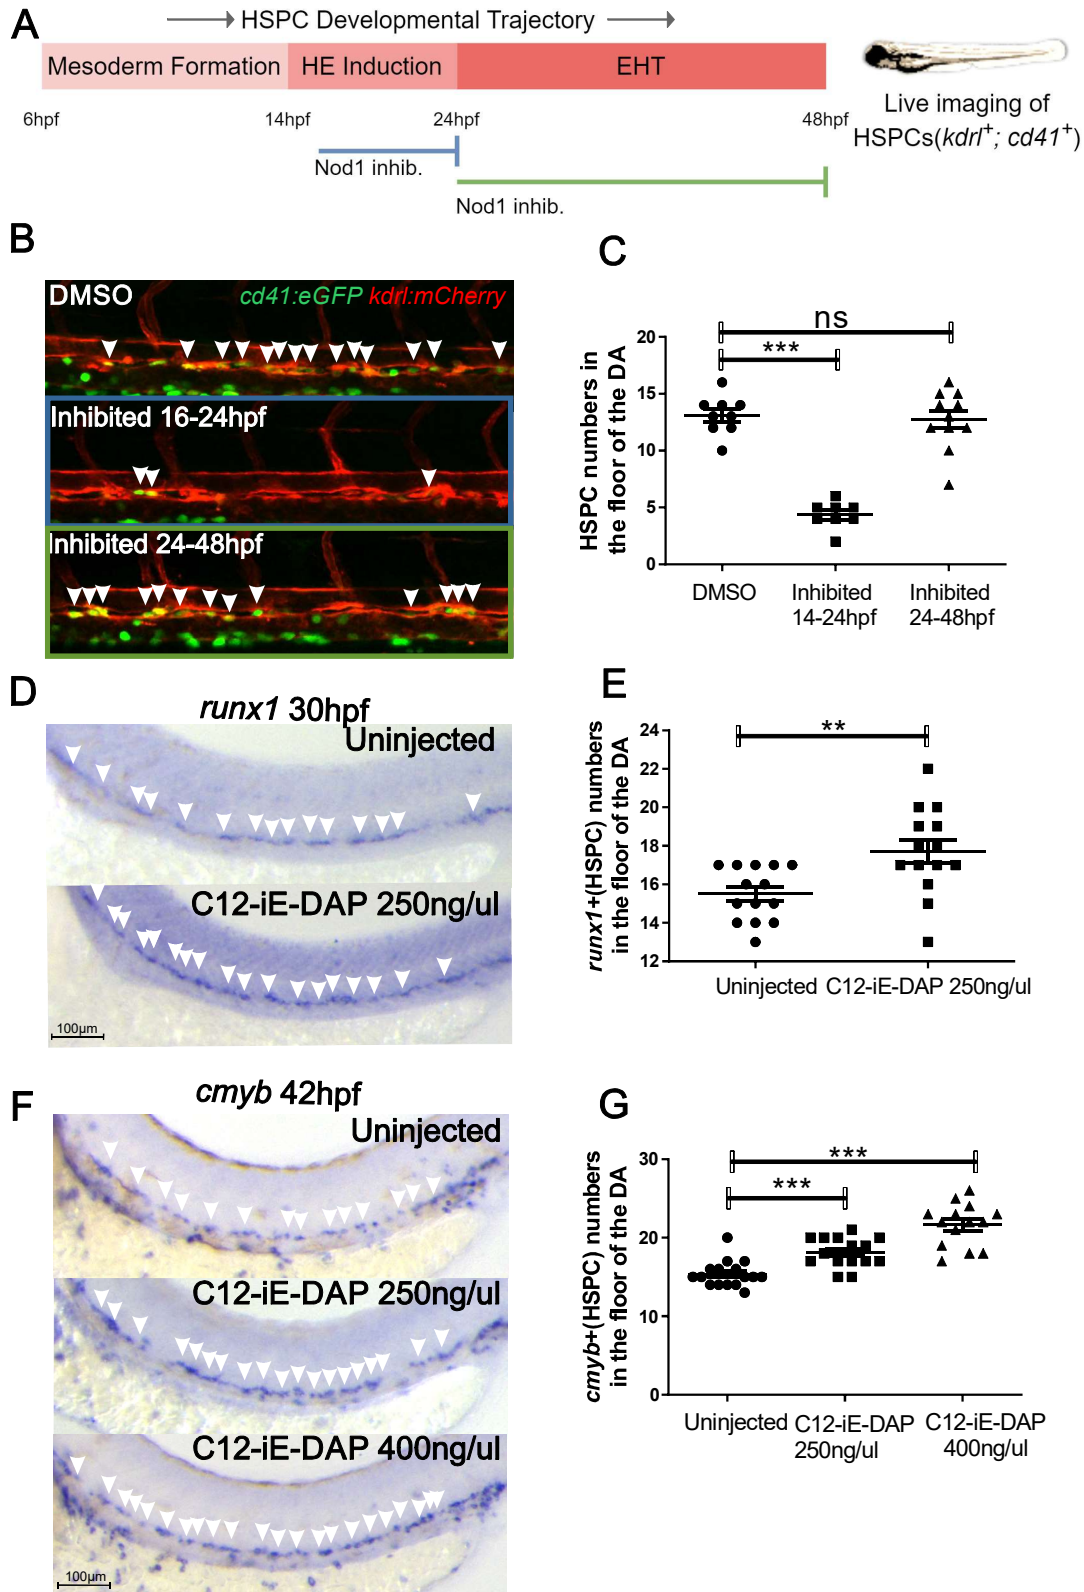 A
HSPC Developmental Trajectory
Mesoderm Formation
HE Induction
EHT
6hpf
14hpf
24hpf
48hpf
Nod1 inhib.
Nod1 inhib.
Live imaging of
HSPCs(kdrl+; cd41+)
B
DMSO
cd41:eGFP kdrl:mCherry
Inhibited 16-24hpf
Inhibited 24-48hpf
C
ns
***
20
15
10
5
0
HSPC numbers in
the floor of the DA
DMSO
Inhibited
14-24hpf
Inhibited
24-48hpf
D
runx1 30hpf
Uninjected
C12-iE-DAP 250ng/ul
100µm
E
**
24
22
20
18
16
14
12
runx1+(HSPC) numbers
in the floor of the DA
Uninjected
C12-iE-DAP 250ng/ul
F
cmyb 42hpf
Uninjected
C12-iE-DAP 250ng/ul
C12-iE-DAP 400ng/ul
100µm
G
***
***
30
20
10
0
cmyb+(HSPC) numbers
in the floor of the DA
Uninjected
C12-iE-DAP
250ng/ul
C12-iE-DAP
400ng/ul